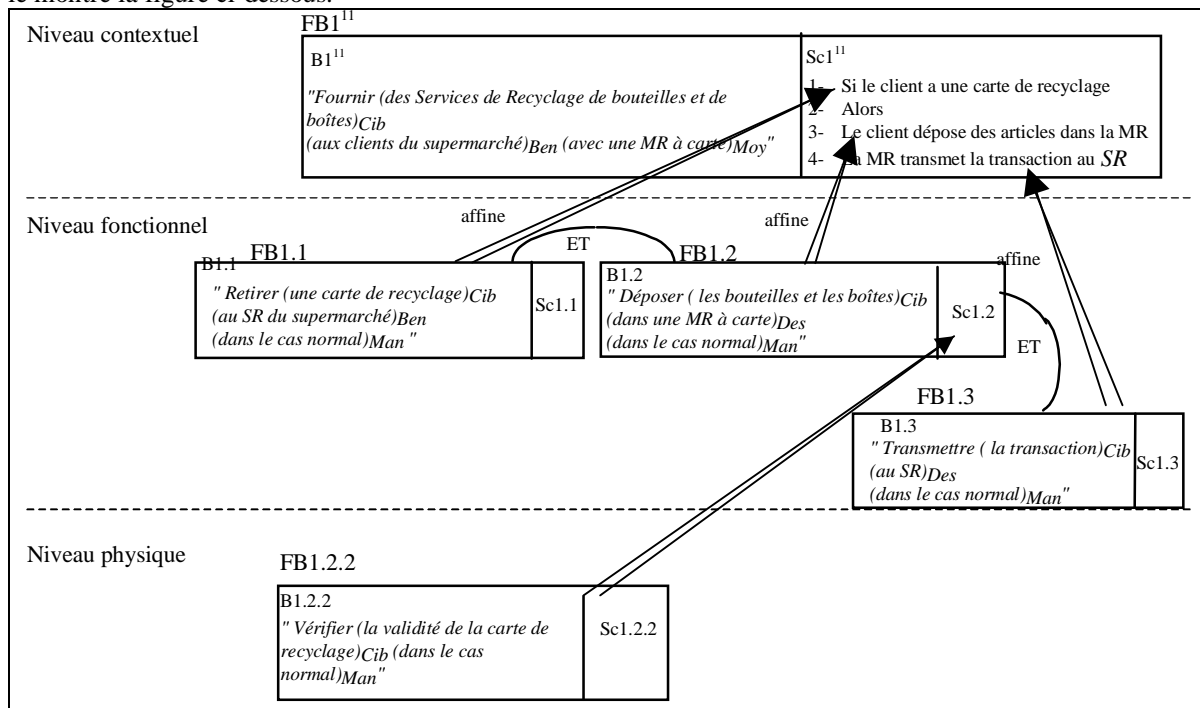 le montre la figure ci-dessous.
Niveau contextuel
FB1¹¹
B1¹¹
"Fournir (des Services de Recyclage de bouteilles et de
boîtes)Cib
(aux clients du supermarché)Ben (avec une MR à carte)Moy"
Sc1¹¹
1- Si le client a une carte de recyclage
2- Alors
3- Le client dépose des articles dans la MR
4- La MR transmet la transaction au SR
Niveau fonctionnel
affine
affine
affine
ET
FB1.1
B1.1
" Retirer (une carte de recyclage)Cib
(au SR du supermarché)Ben
(dans le cas normal)Man "
Sc1.1
FB1.2
B1.2
" Déposer ( les bouteilles et les boîtes)Cib
(dans une MR à carte)Des
(dans le cas normal)Man"
Sc1.2
ET
FB1.3
B1.3
" Transmettre ( la transaction)Cib
(au SR)Des
(dans le cas normal)Man"
Sc1.3
Niveau physique
FB1.2.2
B1.2.2
" Vérifier (la validité de la carte de
recyclage)Cib (dans le cas
normal)Man"
Sc1.2.2